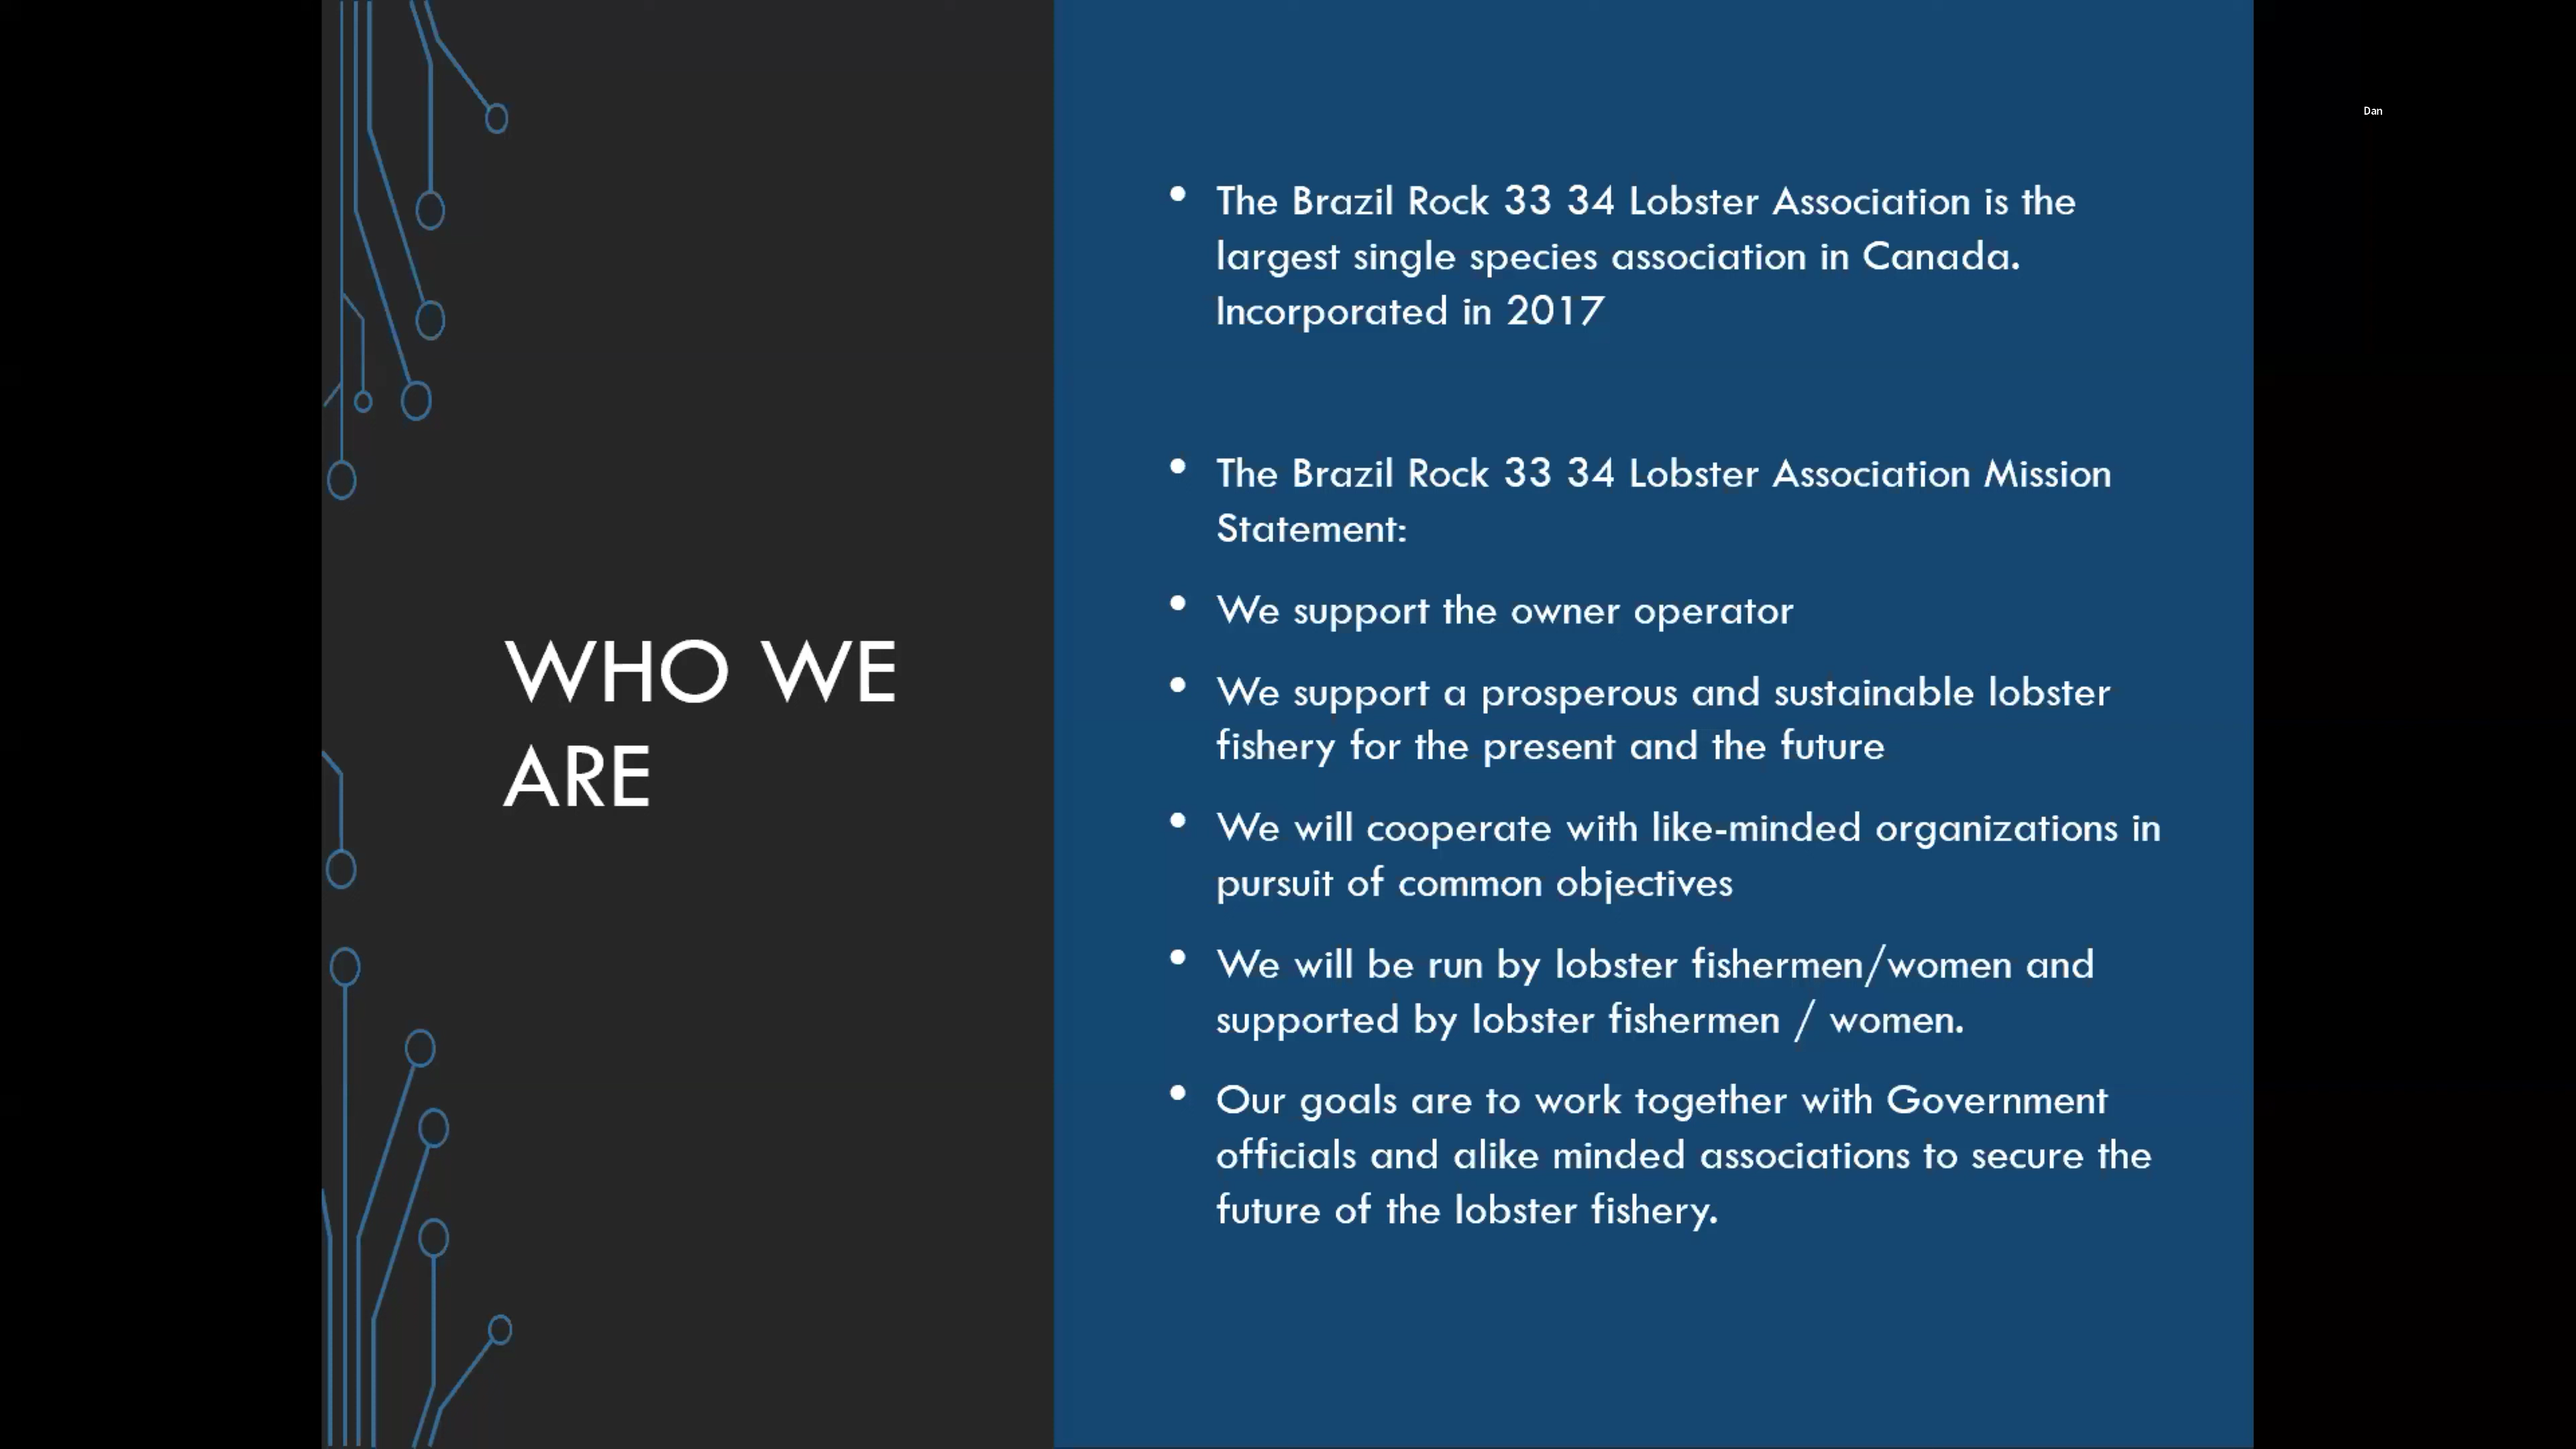 WHO WE
ARE
• The Brazil Rock 33 34 Lobster Association is the
largest single species association in Canada.
Incorporated in 2017
• The Brazil Rock 33 34 Lobster Association Mission
Statement:
• We support the owner operator
• We support a prosperous and sustainable lobster
fishery for the present and the future
• We will cooperate with like-minded organizations in
pursuit of common objectives
• We will be run by lobster fishermen/women and
supported by lobster fishermen / women.
• Our goals are to work together with Government
officials and alike minded associations to secure the
future of the lobster fishery.
Dan